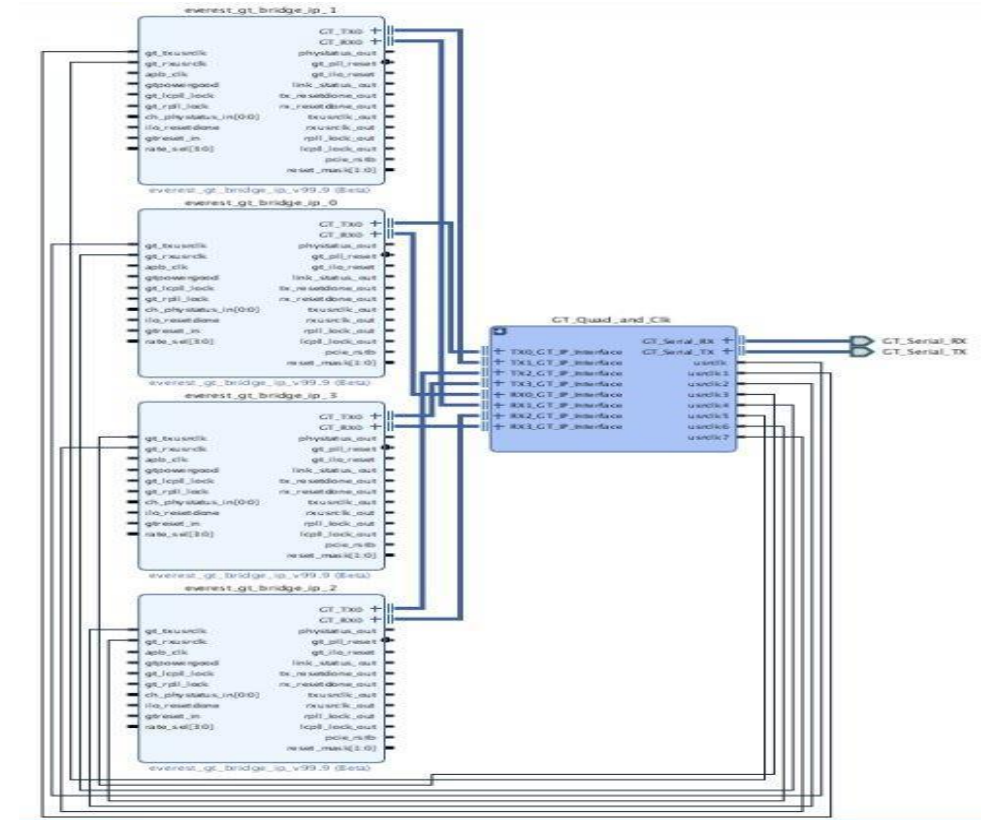 everest_gt_bridge_ip_1
GT_TX0
GT_RX0
gt_txusrclk
phystatus_out
gt_rxusrclk
gt_pll_reset
apb_clk
gt_ilo_reset
gtpowergood
link_status_out
gt_lcpll_lock
tx_resetdone_out
gt_rpll_lock
rx_resetdone_out
ch_phystatus_in[0:0]
txusrclk_out
ilo_resetdone
rxusrclk_out
gtreset_in
rpll_lock_out
rate_sel[3:0]
lcpll_lock_out
pcie_rstb
reset_mask[1:0]
everest_gt_bridge_ip_v99.9 (Beta)
everest_gt_bridge_ip_0
GT_TX0
GT_RX0
gt_txusrclk
phystatus_out
gt_rxusrclk
gt_pll_reset
apb_clk
gt_ilo_reset
gtpowergood
link_status_out
gt_lcpll_lock
tx_resetdone_out
gt_rpll_lock
rx_resetdone_out
ch_phystatus_in[0:0]
txusrclk_out
ilo_resetdone
rxusrclk_out
gtreset_in
rpll_lock_out
rate_sel[3:0]
lcpll_lock_out
pcie_rstb
reset_mask[1:0]
everest_gt_bridge_ip_v99.9 (Beta)
everest_gt_bridge_ip_3
GT_TX0
GT_RX0
gt_txusrclk
phystatus_out
gt_rxusrclk
gt_pll_reset
apb_clk
gt_ilo_reset
gtpowergood
link_status_out
gt_lcpll_lock
tx_resetdone_out
gt_rpll_lock
rx_resetdone_out
ch_phystatus_in[0:0]
txusrclk_out
ilo_resetdone
rxusrclk_out
gtreset_in
rpll_lock_out
rate_sel[3:0]
lcpll_lock_out
pcie_rstb
reset_mask[1:0]
everest_gt_bridge_ip_v99.9 (Beta)
everest_gt_bridge_ip_2
GT_TX0
GT_RX0
gt_txusrclk
phystatus_out
gt_rxusrclk
gt_pll_reset
apb_clk
gt_ilo_reset
gtpowergood
link_status_out
gt_lcpll_lock
tx_resetdone_out
gt_rpll_lock
rx_resetdone_out
ch_phystatus_in[0:0]
txusrclk_out
ilo_resetdone
rxusrclk_out
gtreset_in
rpll_lock_out
rate_sel[3:0]
lcpll_lock_out
pcie_rstb
reset_mask[1:0]
everest_gt_bridge_ip_v99.9 (Beta)
GT_Quad_and_Clk
GT_Serial_RX
TX0_GT_IP_Interface
GT_Serial_TX
TX1_GT_IP_Interface
usrclk
TX2_GT_IP_Interface
usrclk1
TX3_GT_IP_Interface
usrclk2
RX0_GT_IP_Interface
usrclk3
RX1_GT_IP_Interface
usrclk4
RX2_GT_IP_Interface
usrclk5
RX3_GT_IP_Interface
usrclk6
usrclk7
GT_Serial_RX
GT_Serial_TX